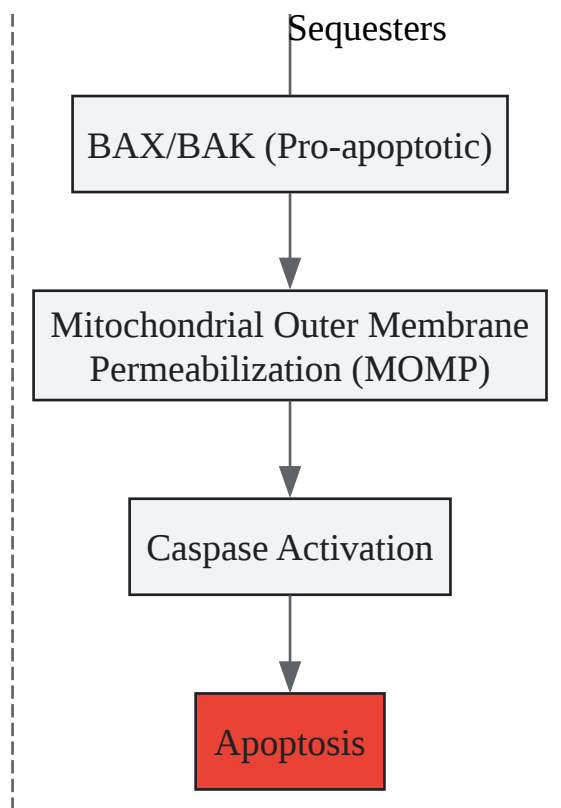 Sequesters
BAX/BAK (Pro-apoptotic)
Mitochondrial Outer Membrane
Permeabilization (MOMP)
Caspase Activation
Apoptosis